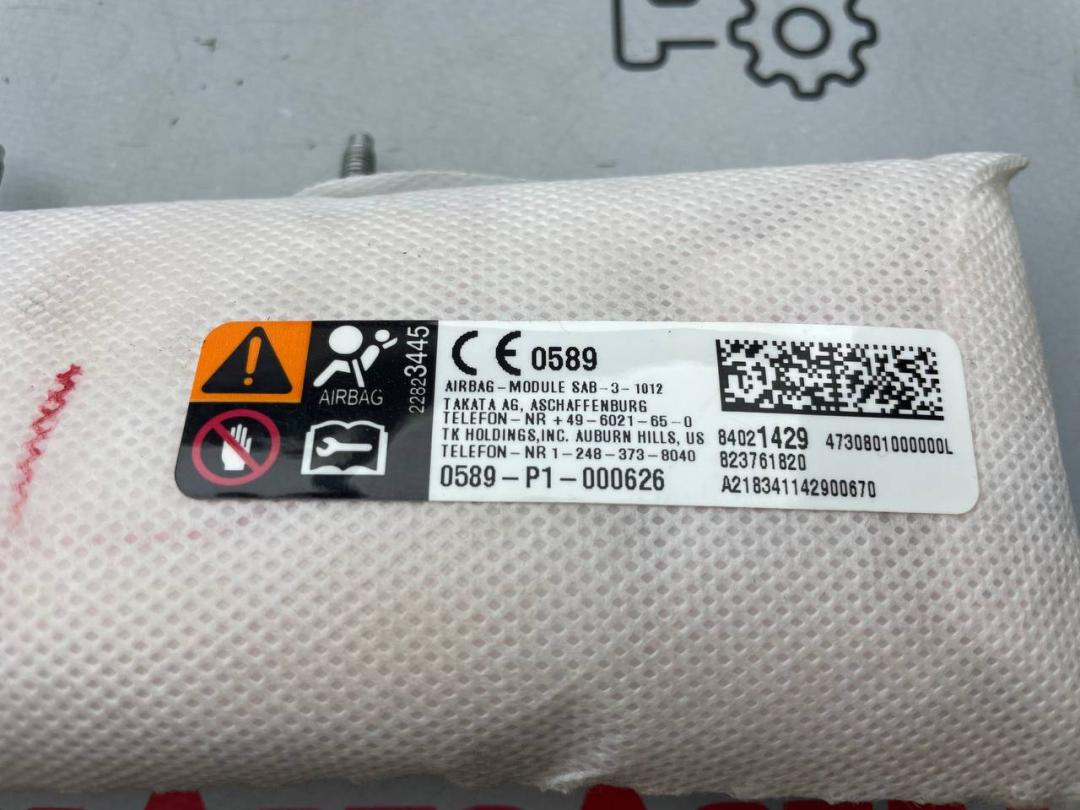 AIRBAG
22823445
CE 0589
AIRBAG-MODULE SAB-3-1012
TAKATA AG, ASCHAFFENBURG
TELEFON-NR +49-6021-65-0
TK HOLDINGS,INC. AUBURN HILLS, US
TELEFON-NR 1-248-373-8040
0589-P1-000626
84021429 4730801000000L
823761820
A218341142900670